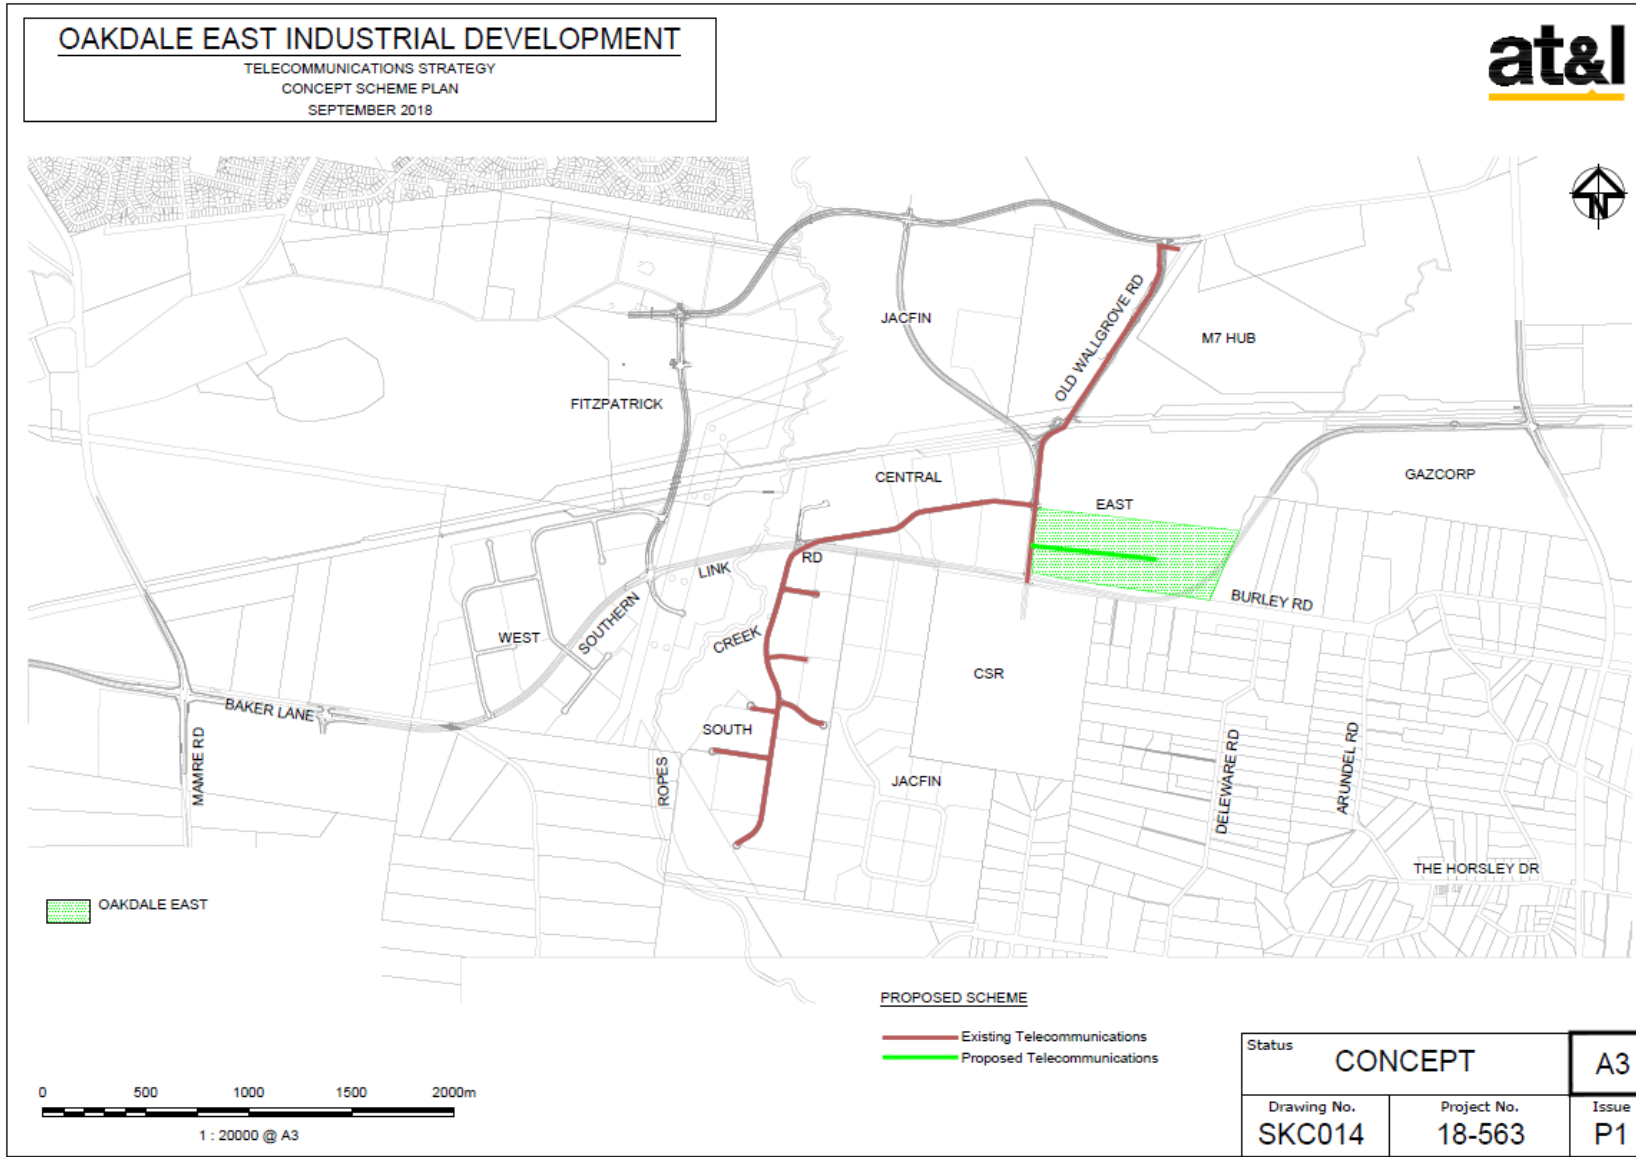 OAKDALE EAST INDUSTRIAL DEVELOPMENT
TELECOMMUNICATIONS STRATEGY
CONCEPT SCHEME PLAN
SEPTEMBER 2018
at&l
N
JACFIN
OLD WALLGROVE RD
M7 HUB
FITZPATRICK
CENTRAL
GAZCORP
EAST
LINK
RD
BURLEY RD
SOUTHERN
WEST
CREEK
CSR
BAKER LANE
SOUTH
MAMRE RD
ROPES
JACFIN
DELEWARE RD
ARUNDEL RD
THE HORSLEY DR
OAKDALE EAST
PROPOSED SCHEME
Existing Telecommunications
Proposed Telecommunications
0 500 1000 1500 2000m
1 : 20000 @ A3
Status
CONCEPT
A3
Drawing No.
SKC014
Project No.
18-563
Issue
P1